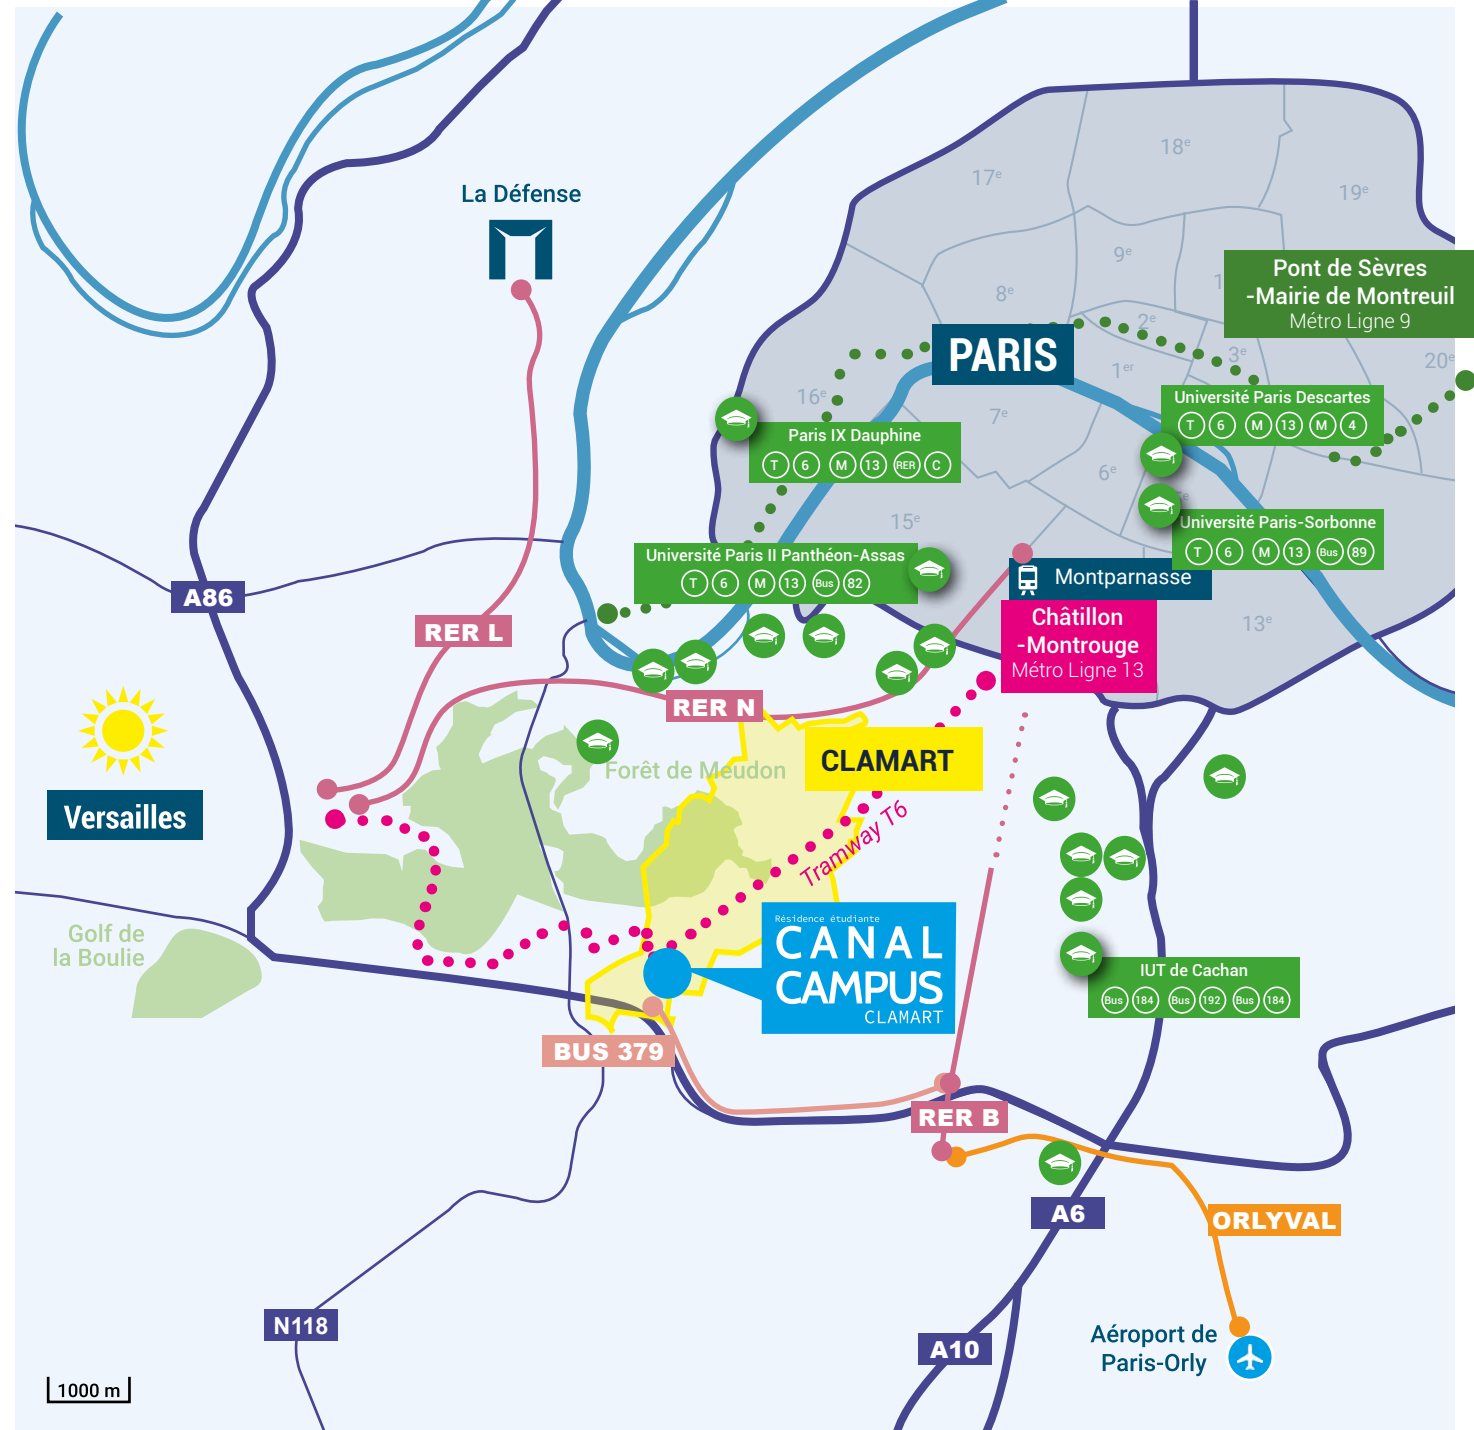 18e
17e
19e
La Défense
9e
8e
1
Pont de Sèvres
-Mairie de Montreuil
Métro Ligne 9
2e
3e
20e
PARIS
1er
16e
7e
Université Paris Descartes
T 6 M 13 M 4
Paris IX Dauphine
T 6 M 13 RER C
6e
e
15e
Université Paris-Sorbonne
T 6 M 13 Bus 89
Université Paris II Panthéon-Assas
T 6 M 13 Bus 82
Montparnasse
A86
Châtillon
-Montrouge
Métro Ligne 13
13e
RER L
RER N
Forêt de Meudon
CLAMART
Versailles
Tramway T6
Golf de
la Boulie
Résidence étudiante
CANAL
CAMPUS
CLAMART
IUT de Cachan
Bus 184 Bus 192 Bus 184
BUS 379
RER B
A6
ORLYVAL
N118
A10
Aéroport de
Paris-Orly
1000 m